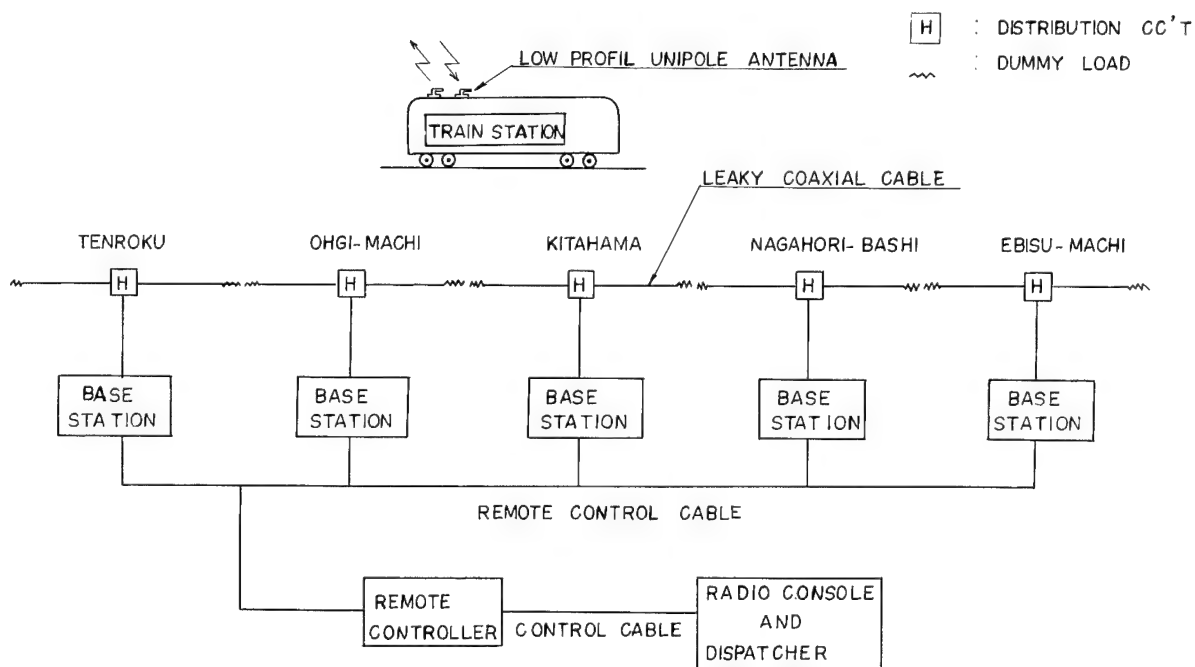 H : DISTRIBUTION CC'T
: DUMMY LOAD
LOW PROFIL UNIPOLE ANTENNA
TRAIN STATION
LEAKY COAXIAL CABLE
TENROKU
OHGI-MACHI
KITAHAMA
NAGAHORI-BASHI
EBISU-MACHI
H
H
H
H
H
BASE
STATION
BASE
STATION
BASE
STATION
BASE
STATION
BASE
STATION
REMOTE CONTROL CABLE
REMOTE
CONTROLLER
CONTROL CABLE
RADIO CONSOLE
AND
DISPATCHER